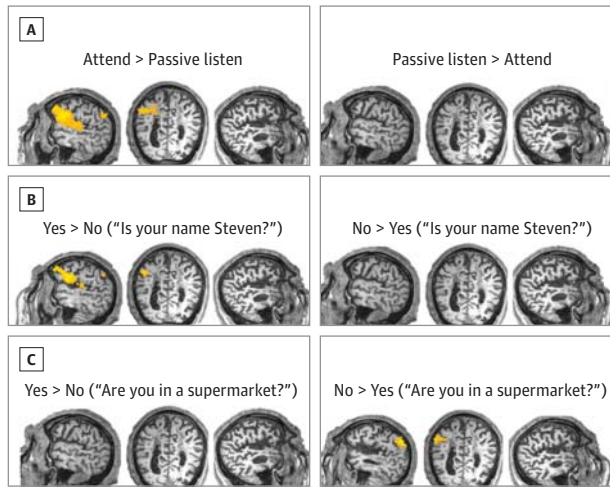 A
Attend > Passive listen
Passive listen > Attend
B
Yes > No (“Is your name Steven?”)
No > Yes (“Is your name Steven?”)
C
Yes > No (“Are you in a supermarket?”)
No > Yes (“Are you in a supermarket?”)